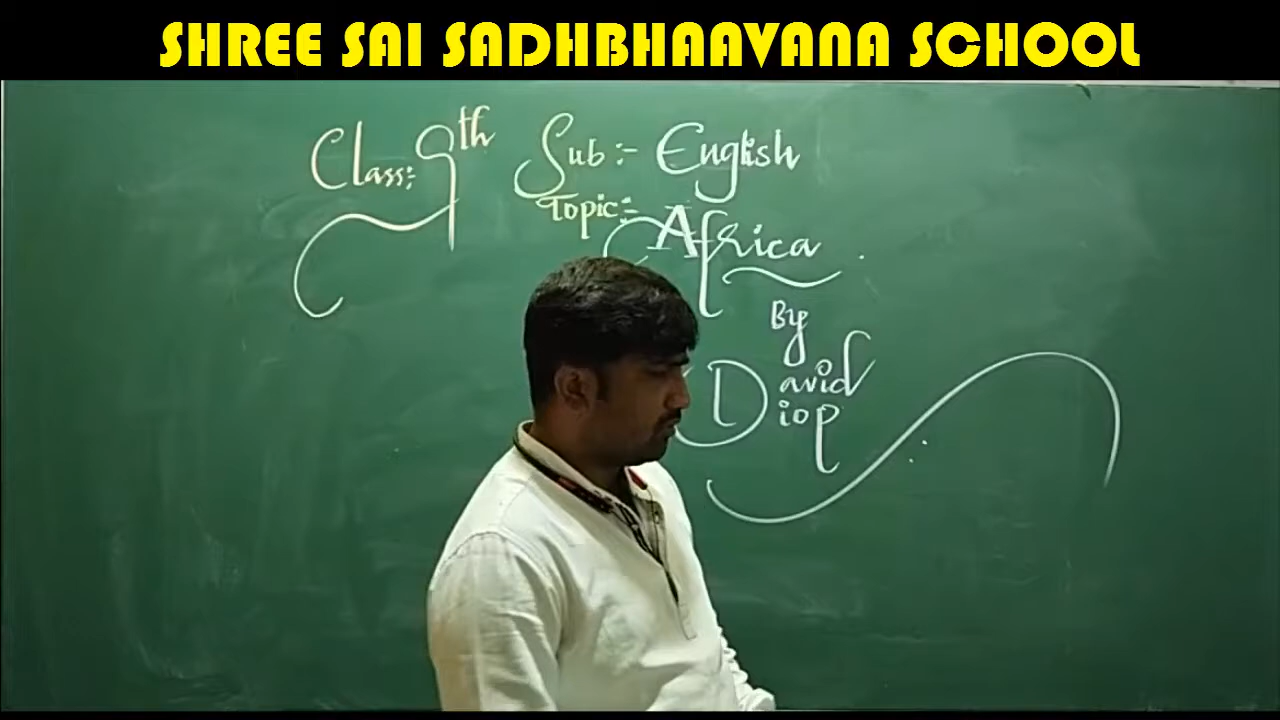 SHREE SAI SADHBHAAVANA SCHOOL
Class:- 9th Sub :- English
Topic:- Africa
By
David
Diop